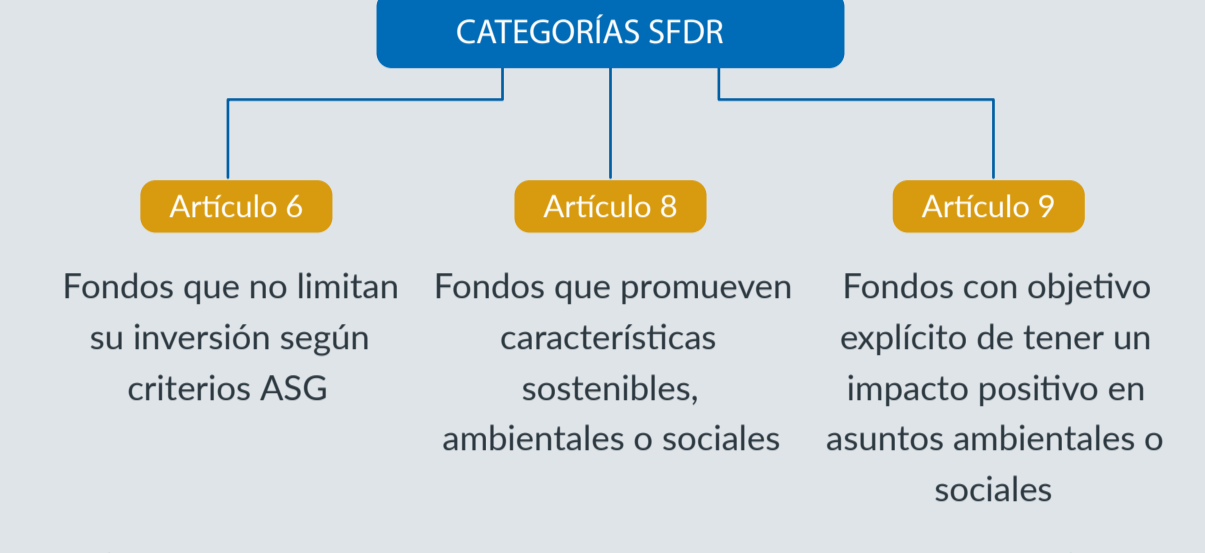 CATEGORÍAS SFDR
Artículo 6
Fondos que no limitan
su inversión según
criterios ASG
Artículo 8
Fondos que promueven
característísticas
sostenibles,
ambientales o sociales
Artículo 9
Fondos con objetivo
explícito de tener un
impacto positivo en
asuntos ambientales o
sociales